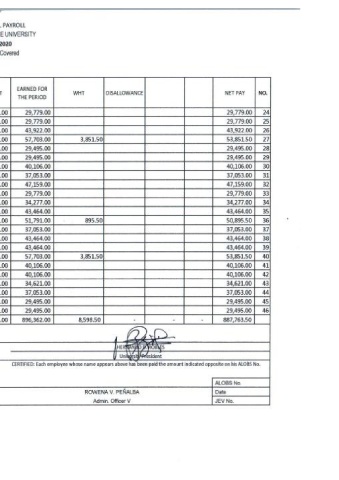 PAYROLL
E UNIVERSITY
2020
Covered
T EARNED FOR THE PERIOD WHT DISALLOWANCE NET PAY NO.
.00 29,779.00 29,779.00 24
.00 29,779.00 29,779.00 25
.00 43,922.00 43,922.00 26
.00 57,703.00 3,851.50 53,851.50 27
.00 29,495.00 29,495.00 28
.00 29,495.00 29,495.00 29
.00 40,106.00 40,106.00 30
.00 37,053.00 37,053.00 31
.00 47,159.00 47,159.00 32
.00 29,779.00 29,779.00 33
.00 34,277.00 34,277.00 34
.00 43,464.00 43,464.00 35
.00 51,791.00 895.50 50,895.50 36
.00 37,053.00 37,053.00 37
.00 43,464.00 43,464.00 38
.00 43,464.00 43,464.00 39
.00 57,703.00 3,851.50 53,851.50 40
.00 40,106.00 40,106.00 41
.00 40,106.00 40,106.00 42
.00 34,621.00 34,621.00 43
.00 37,053.00 37,053.00 44
.00 29,495.00 29,495.00 45
.00 29,495.00 29,495.00 46
.00 896,362.00 8,598.50 - - - 887,763.50
University President
CERTIFIED: Each employee whose name appears above has been paid the amount indicated opposite on his ALOBS No.
ALOBS No.
ROWENA V. PEÑALBA Date
Admin. Officer V JEV No.